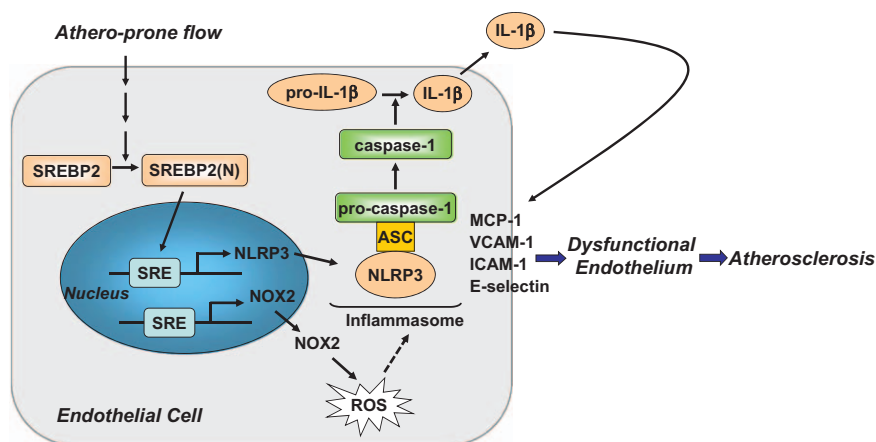 Athero-prone flow
IL-1β
pro-IL-1β
IL-1β
caspase-1
SREBP2
SREBP2(N)
pro-caspase-1
ASC
NLRP3
MCP-1
VCAM-1
ICAM-1
E-selectin
Dysfunctional
Endothelium
Atherosclerosis
SRE
NLRP3
Nucleus
SRE
NOX2
Inflammasome
NOX2
ROS
Endothelial Cell